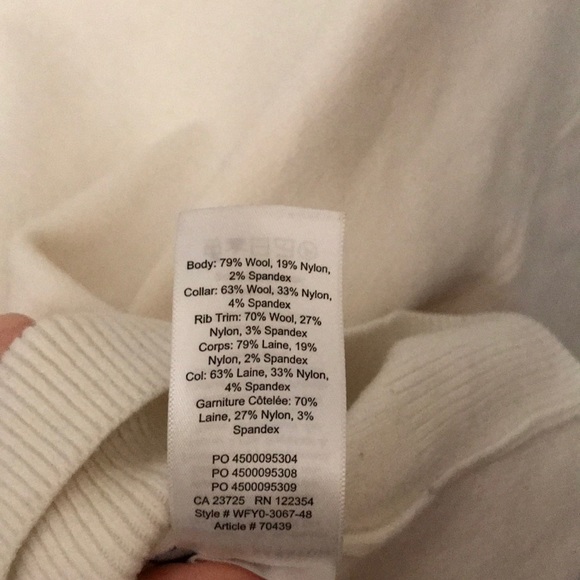 Body: 79% Wool, 19% Nylon,
2% Spandex
Collar: 63% Wool, 33% Nylon,
4% Spandex
Rib Trim: 70% Wool, 27%
Nylon, 3% Spandex
Corps: 79% Laine, 19%
Nylon, 2% Spandex
Col: 63% Laine, 33% Nylon,
4% Spandex
Garniture Côtelée: 70%
Laine, 27% Nylon, 3%
Spandex
PO 4500095304
PO 4500095308
PO 4500095309
CA 23725 RN 122354
Style # WFY0-3067-48
Article # 70439